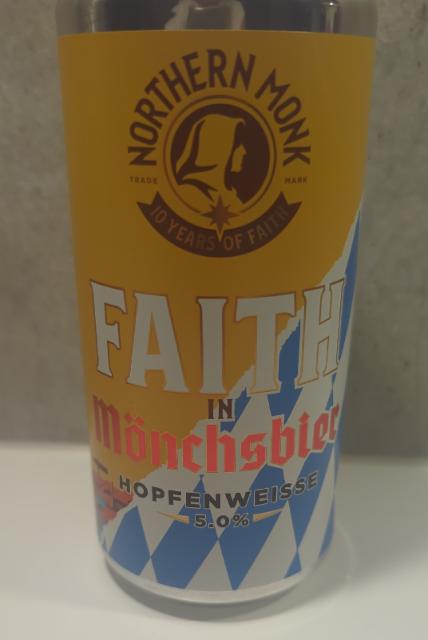 NORTHERN MONK
TRADE MARK
10 YEARS OF FAITH
FAITH
IN
Mönchsbier
HOPFENWEISSE
5.0%